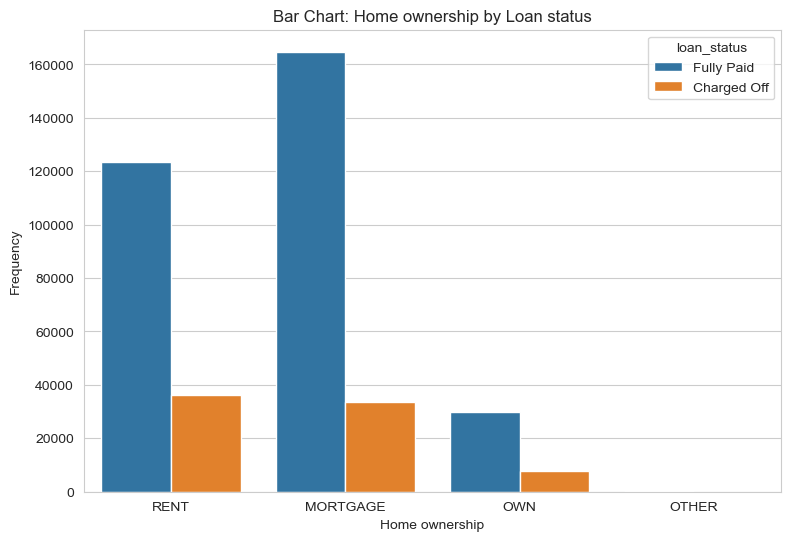 Bar Chart: Home ownership by Loan status
loan_status
Fully Paid
Charged Off
160000
140000
120000
100000
80000
60000
40000
20000
0
Frequency
RENT MORTGAGE OWN OTHER
Home ownership